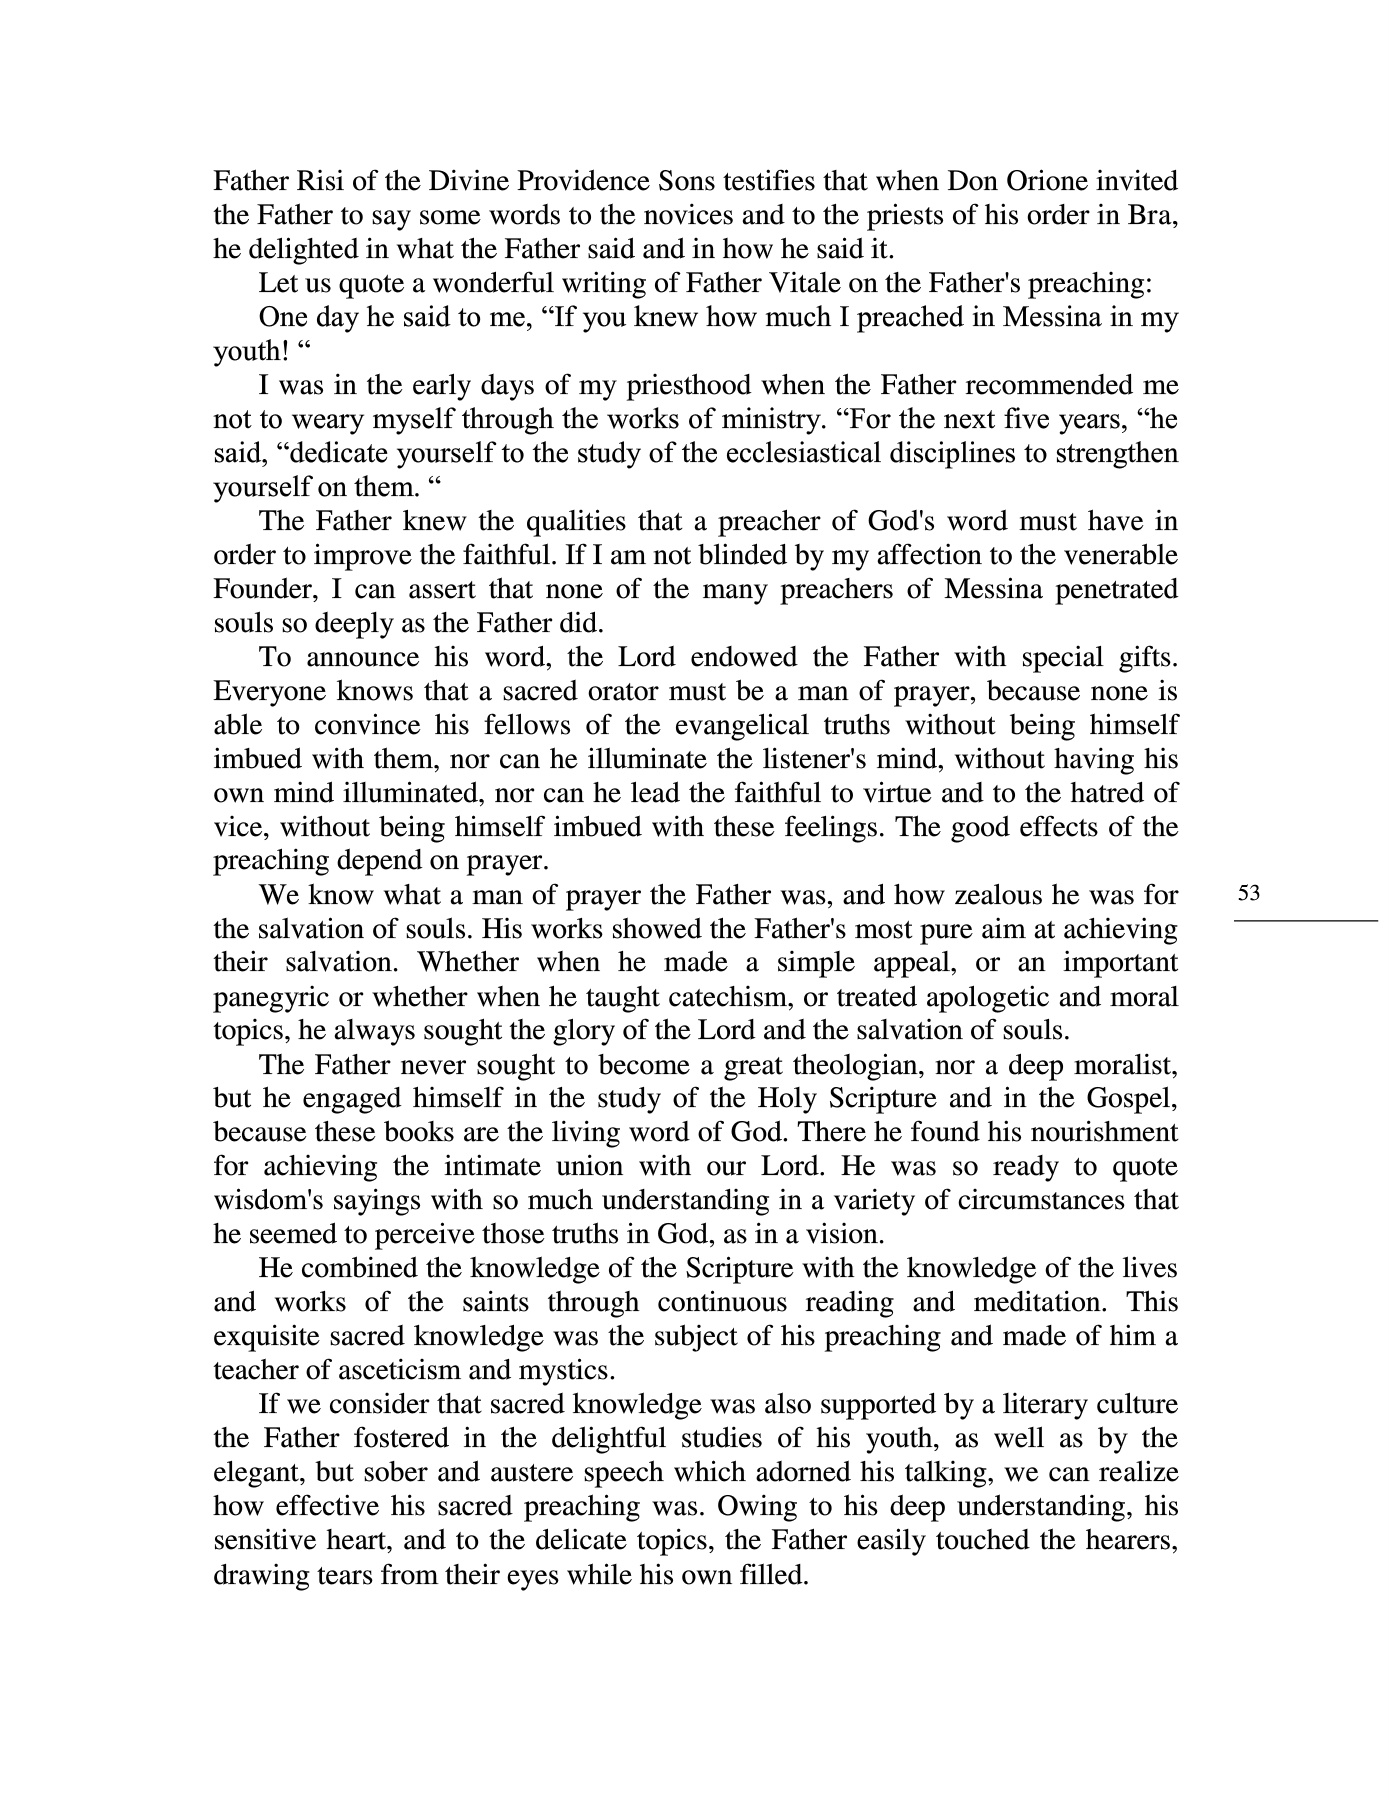 Father Risi of the Divine Providence Sons testifies that when Don Orione invited
the Father to say some words to the novices and to the priests of his order in Bra,
he delighted in what the Father said and in how he said it.
Let us quote a wonderful writing of Father Vitale on the Father's preaching:
One day he said to me, “If you knew how much I preached in Messina in my
youth! “
I was in the early days of my priesthood when the Father recommended me
not to weary myself through the works of ministry. “For the next five years, “he
said, “dedicate yourself to the study of the ecclesiastical disciplines to strengthen
yourself on them. “
The Father knew the qualities that a preacher of God's word must have in
order to improve the faithful. If I am not blinded by my affection to the venerable
Founder, I can assert that none of the many preachers of Messina penetrated
souls so deeply as the Father did.
To announce his word, the Lord endowed the Father with special gifts.
Everyone knows that a sacred orator must be a man of prayer, because none is
able to convince his fellows of the evangelical truths without being himself
imbued with them, nor can he illuminate the listener's mind, without having his
own mind illuminated, nor can he lead the faithful to virtue and to the hatred of
vice, without being himself imbued with these feelings. The good effects of the
preaching depend on prayer.
We know what a man of prayer the Father was, and how zealous he was for
the salvation of souls. His works showed the Father's most pure aim at achieving
their salvation. Whether when he made a simple appeal, or an important
panegyric or whether when he taught catechism, or treated apologetic and moral
topics, he always sought the glory of the Lord and the salvation of souls.
The Father never sought to become a great theologian, nor a deep moralist,
but he engaged himself in the study of the Holy Scripture and in the Gospel,
because these books are the living word of God. There he found his nourishment
for achieving the intimate union with our Lord. He was so ready to quote
wisdom's sayings with so much understanding in a variety of circumstances that
he seemed to perceive those truths in God, as in a vision.
He combined the knowledge of the Scripture with the knowledge of the lives
and works of the saints through continuous reading and meditation. This
exquisite sacred knowledge was the subject of his preaching and made of him a
teacher of asceticism and mystics.
If we consider that sacred knowledge was also supported by a literary culture
the Father fostered in the delightful studies of his youth, as well as by the
elegant, but sober and austere speech which adorned his talking, we can realize
how effective his sacred preaching was. Owing to his deep understanding, his
sensitive heart, and to the delicate topics, the Father easily touched the hearers,
drawing tears from their eyes while his own filled.
53